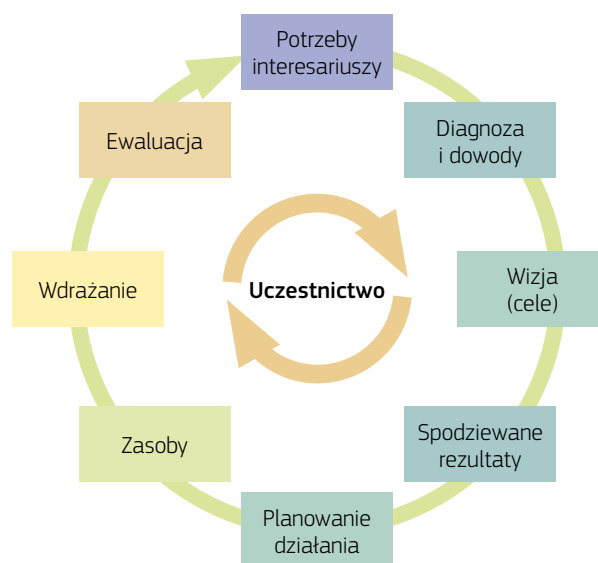 Potrzeby
interesariuszy
Diagnoza
i dowody
Wizja
(cele)
Spodziewane
rezultaty
Planowanie
działania
Zasoby
Wdrażanie
Ewaluacja
Uczestnictwo